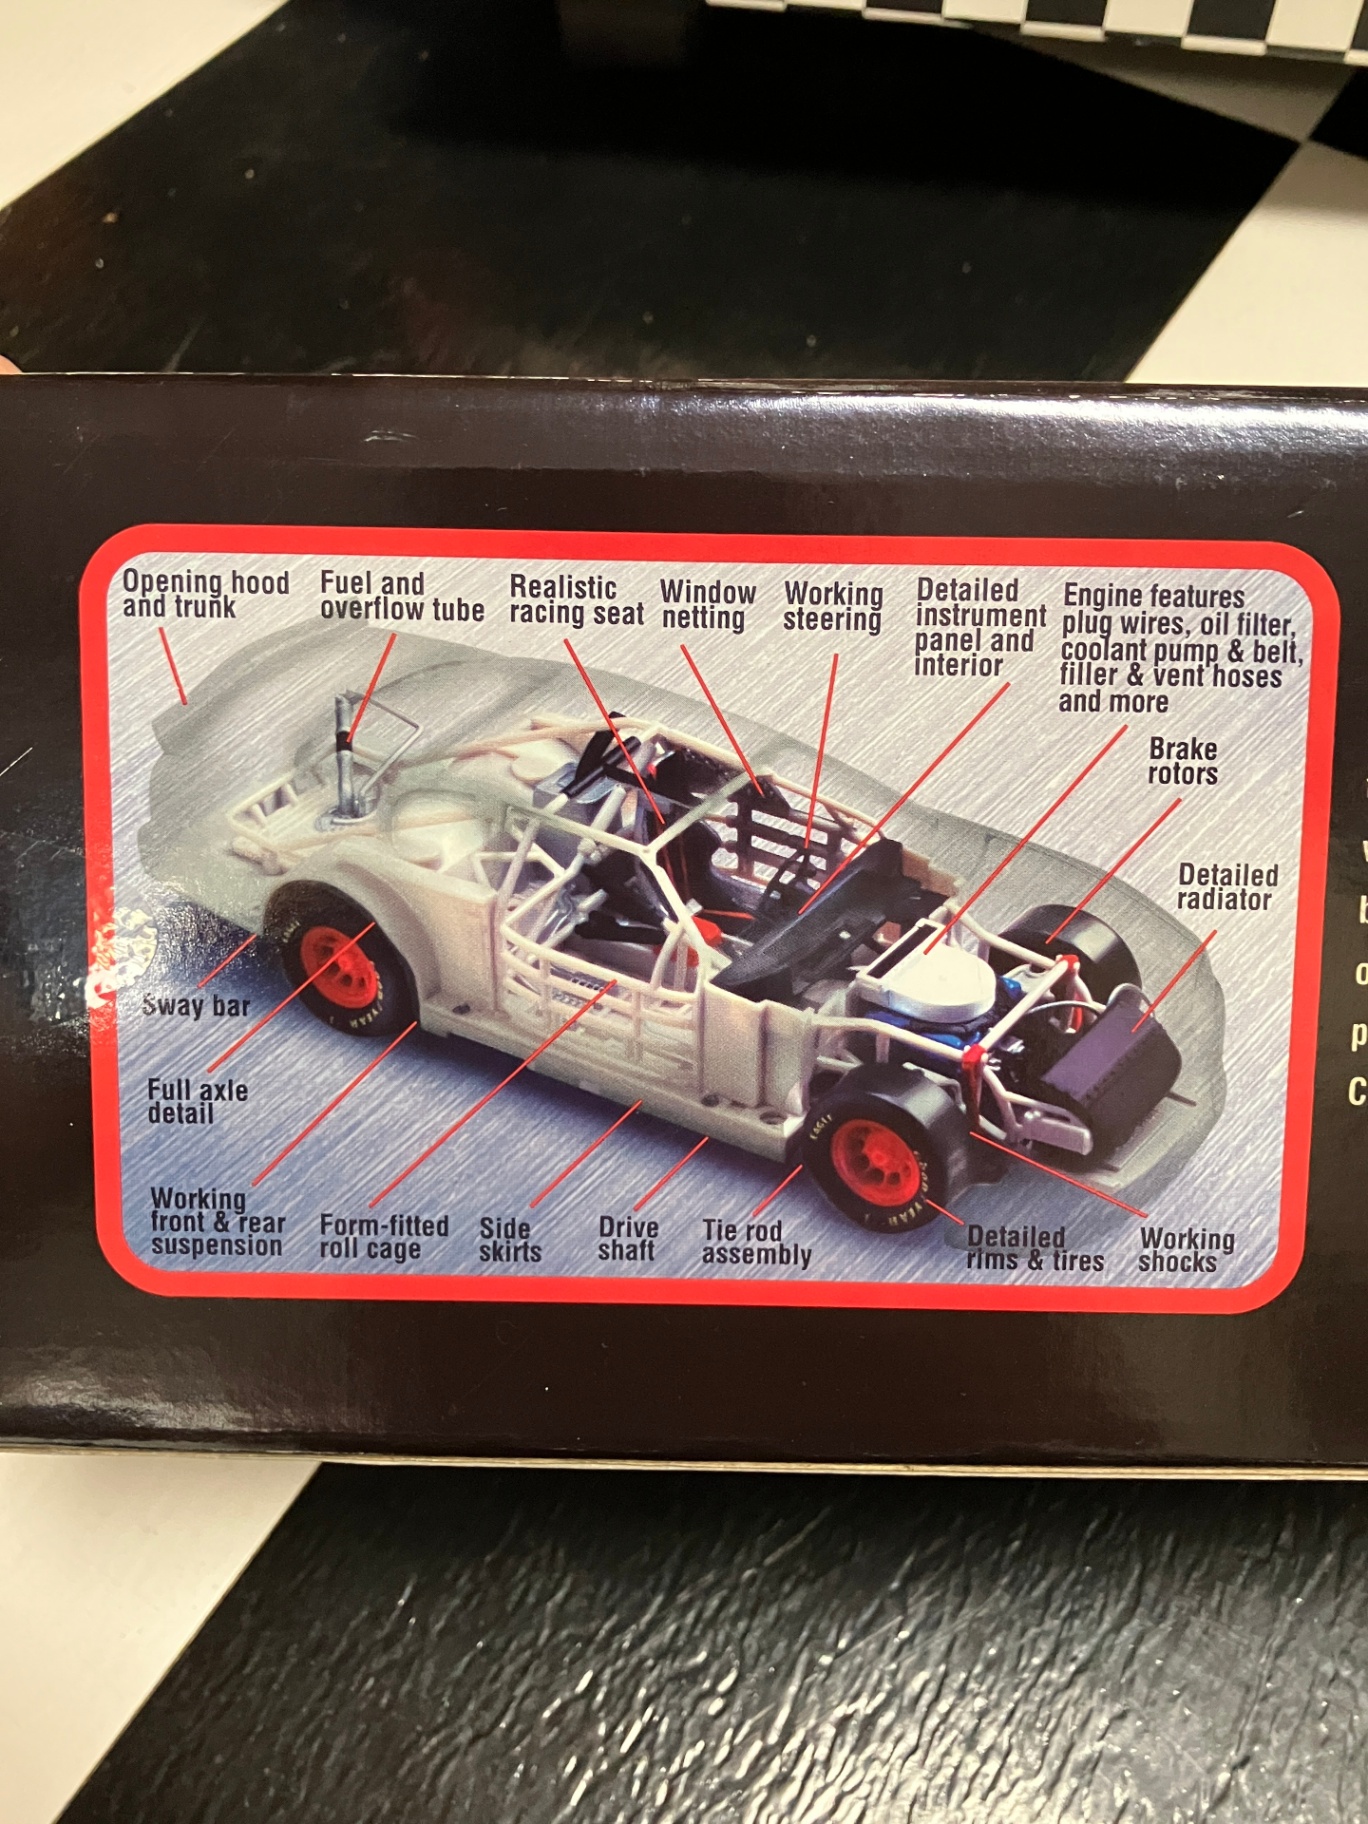 Opening hood
and trunk
Fuel and
overflow tube
Realistic
racing seat
Window
netting
Working
steering
Detailed
instrument
panel and
interior
Engine features
plug wires, oil filter,
coolant pump & belt,
filler & vent hoses
and more
Brake
rotors
Detailed
radiator
Sway bar
Full axle
detail
Working
front & rear
suspension
Form-fitted
roll cage
Side
skirts
Drive
shaft
Tie rod
assembly
Detailed
rims & tires
Working
shocks
EAGLE